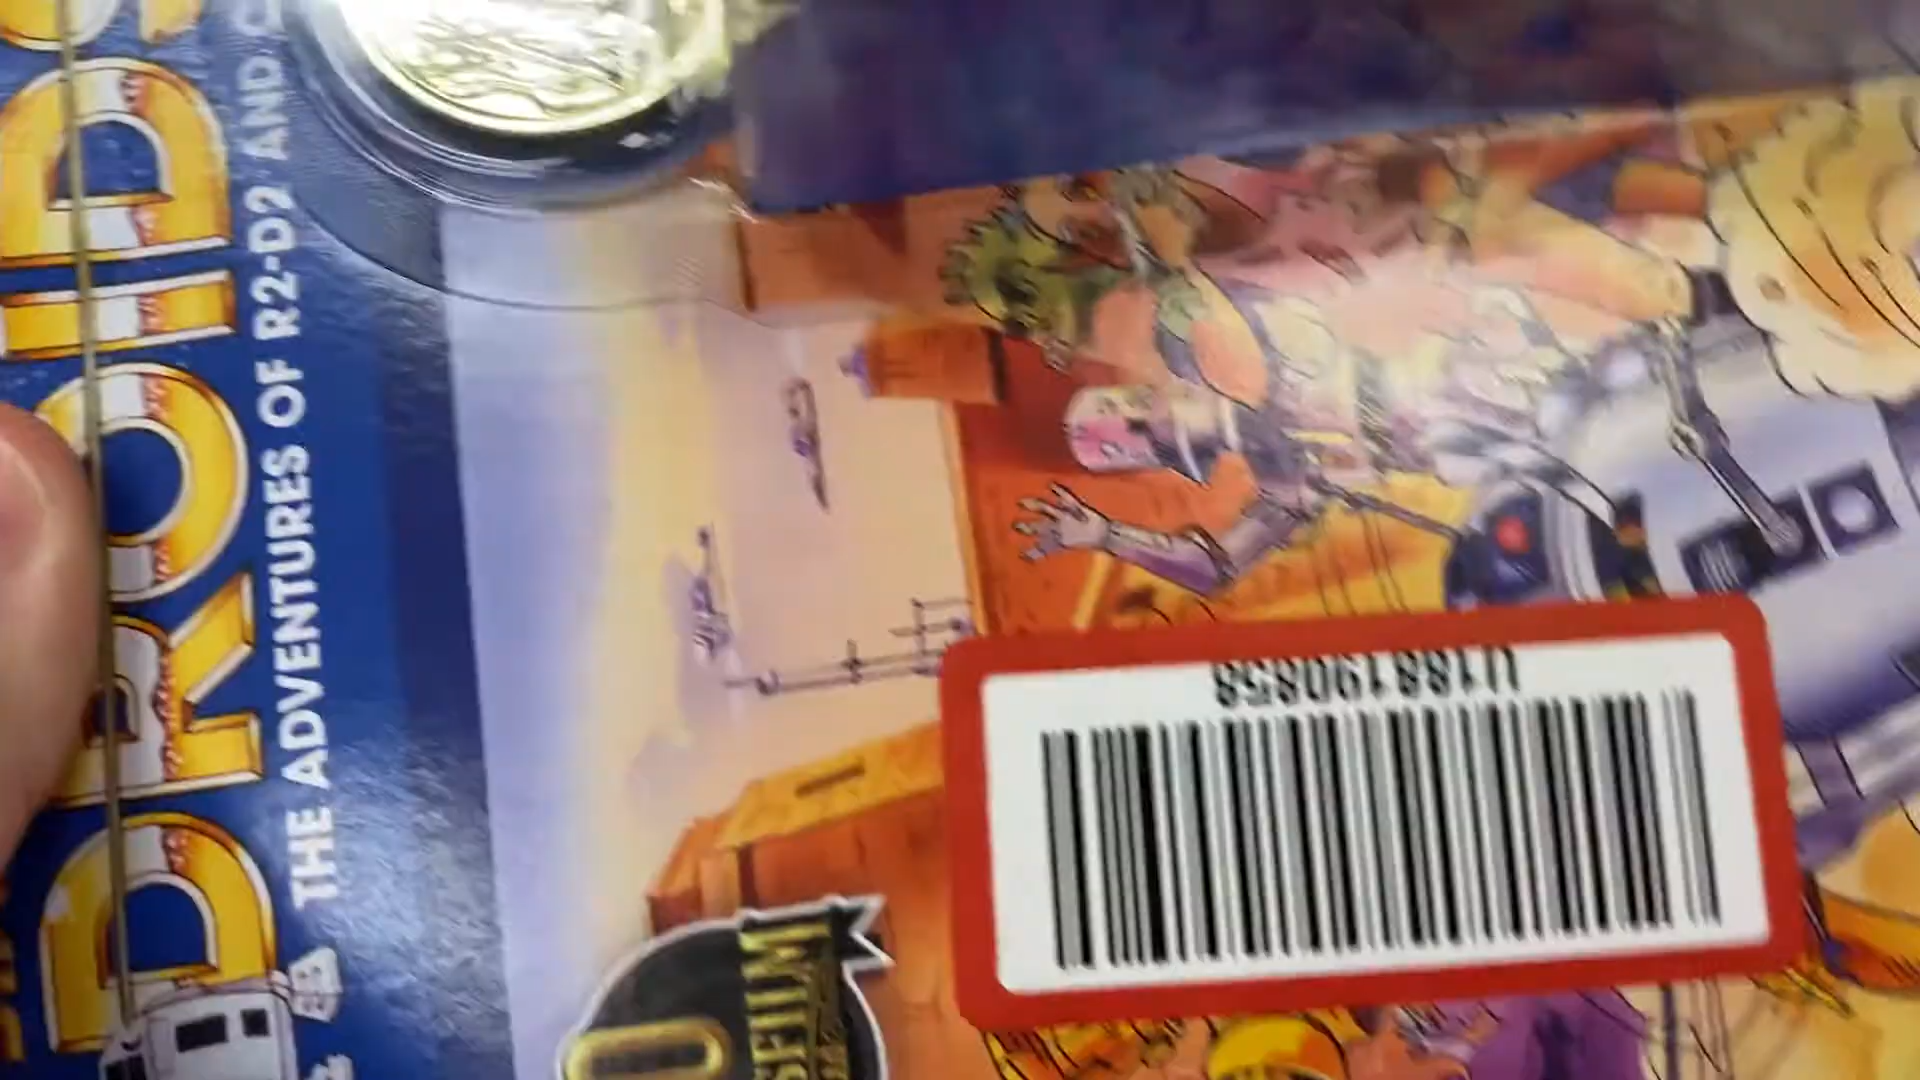 DROIDS
THE ADVENTURES OF R2-D2 AND C
U188190858